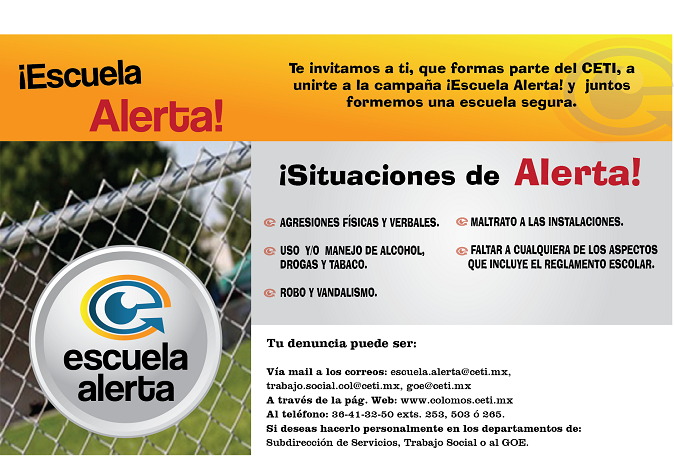 ¡Escuela
Alerta!
Te invitamos a ti, que formas parte del CETI, a
unirte a la campaña ¡Escuela Alerta! y juntos
formemos una escuela segura.
¡Situaciones de Alerta!
AGRESIONES FÍSICAS Y VERBALES.
USO Y/O MANEJO DE ALCOHOL,
DROGAS Y TABACO.
ROBO Y VANDALISMO.
MALTRATO A LAS INSTALACIONES.
FALTAR A CUALQUIERA DE LOS ASPECTOS
QUE INCLUYE EL REGLAMENTO ESCOLAR.
escuela
alerta
Tu denuncia puede ser:
Vía mail a los correos: escuela.alerta@ceti.mx,
trabajo.social.col@ceti.mx, goe@ceti.mx
A través de la pág. Web: www.colomos.ceti.mx
Al teléfono: 36-41-32-50 exts. 253, 503 ó 265.
Si deseas hacerlo personalmente en los departamentos de:
Subdirección de Servicios, Trabajo Social o al GOE.